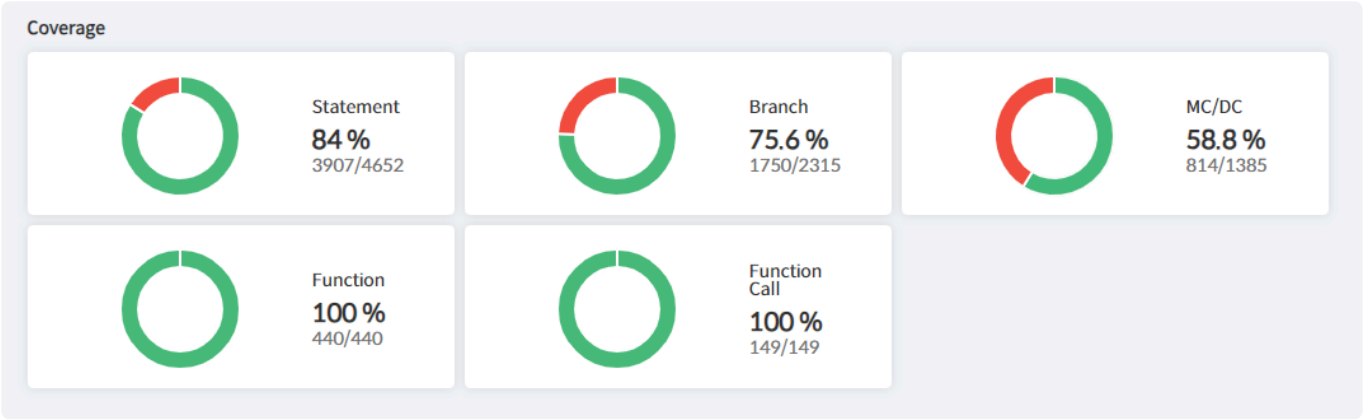 Coverage
Statement
84 %
3907/4652
Branch
75.6 %
1750/2315
MC/DC
58.8 %
814/1385
Function
100 %
440/440
Function
Call
100 %
149/149